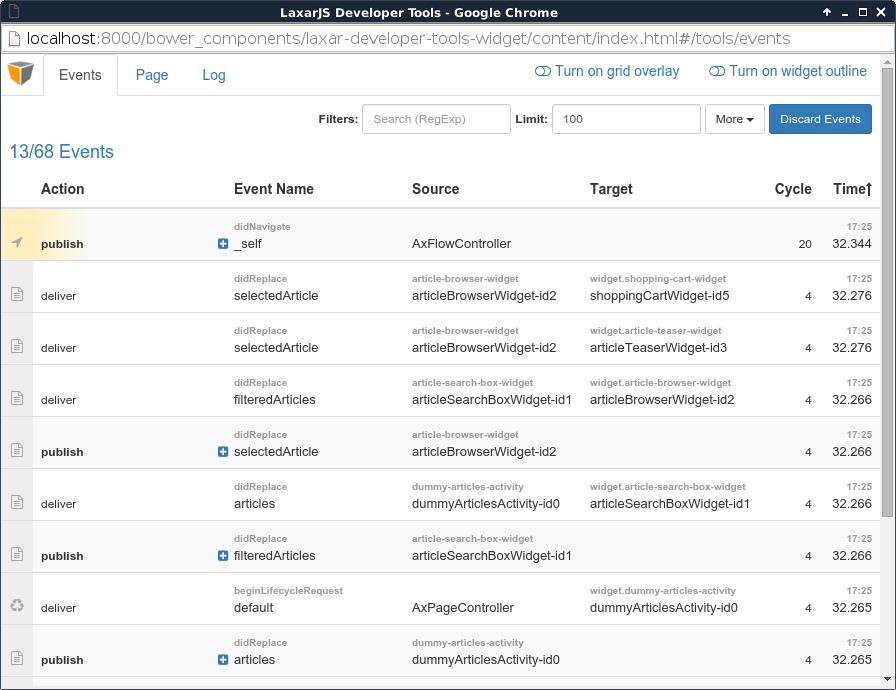 LaxarJS Developer Tools - Google Chrome
localhost:8000/bower_components/laxar-developer-tools-widget/content/index.html#/tools/events
Events Page Log Turn on grid overlay Turn on widget outline
Filters: Search (RegExp) Limit: 100 More Discard Events
13/68 Events
Action Event Name Source Target Cycle Time
didNavigate 17:25
publish _self AxFlowController 20 32.344
didReplace article-browser-widget widget.shopping-cart-widget 17:25
deliver selectedArticle articleBrowserWidget-id2 shoppingCartWidget-id5 4 32.276
didReplace article-browser-widget widget.article-teaser-widget 17:25
deliver selectedArticle articleBrowserWidget-id2 articleTeaserWidget-id3 4 32.276
didReplace article-search-box-widget widget.article-browser-widget 17:25
deliver filteredArticles articleSearchBoxWidget-id1 articleBrowserWidget-id2 4 32.266
didReplace article-browser-widget 17:25
publish selectedArticle articleBrowserWidget-id2 4 32.266
didReplace dummy-articles-activity widget.article-search-box-widget 17:25
deliver articles dummyArticlesActivity-id0 articleSearchBoxWidget-id1 4 32.266
didReplace article-search-box-widget 17:25
publish filteredArticles articleSearchBoxWidget-id1 4 32.266
beginLifecycleRequest widget.dummy-articles-activity 17:25
deliver default AxPageController dummyArticlesActivity-id0 4 32.265
didReplace dummy-articles-activity 17:25
publish articles dummyArticlesActivity-id0 4 32.265